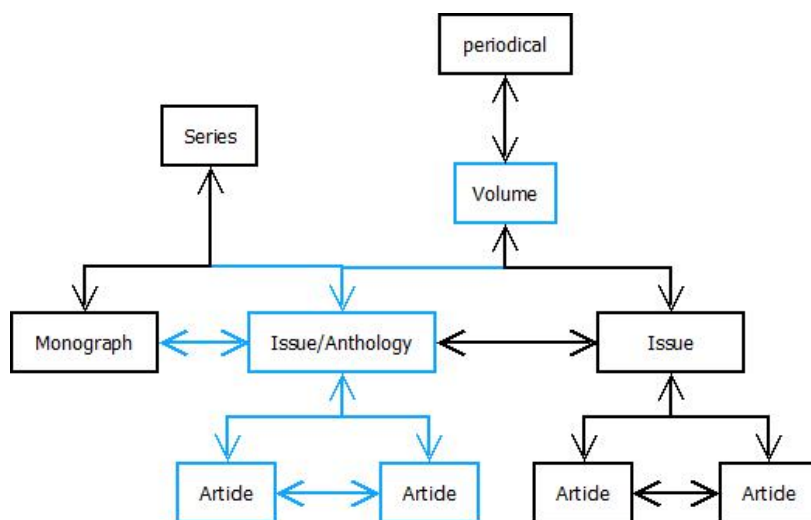 periodical
Series
Volume
Monograph
Issue/Anthology
Issue
Artide
Artide
Artide
Artide